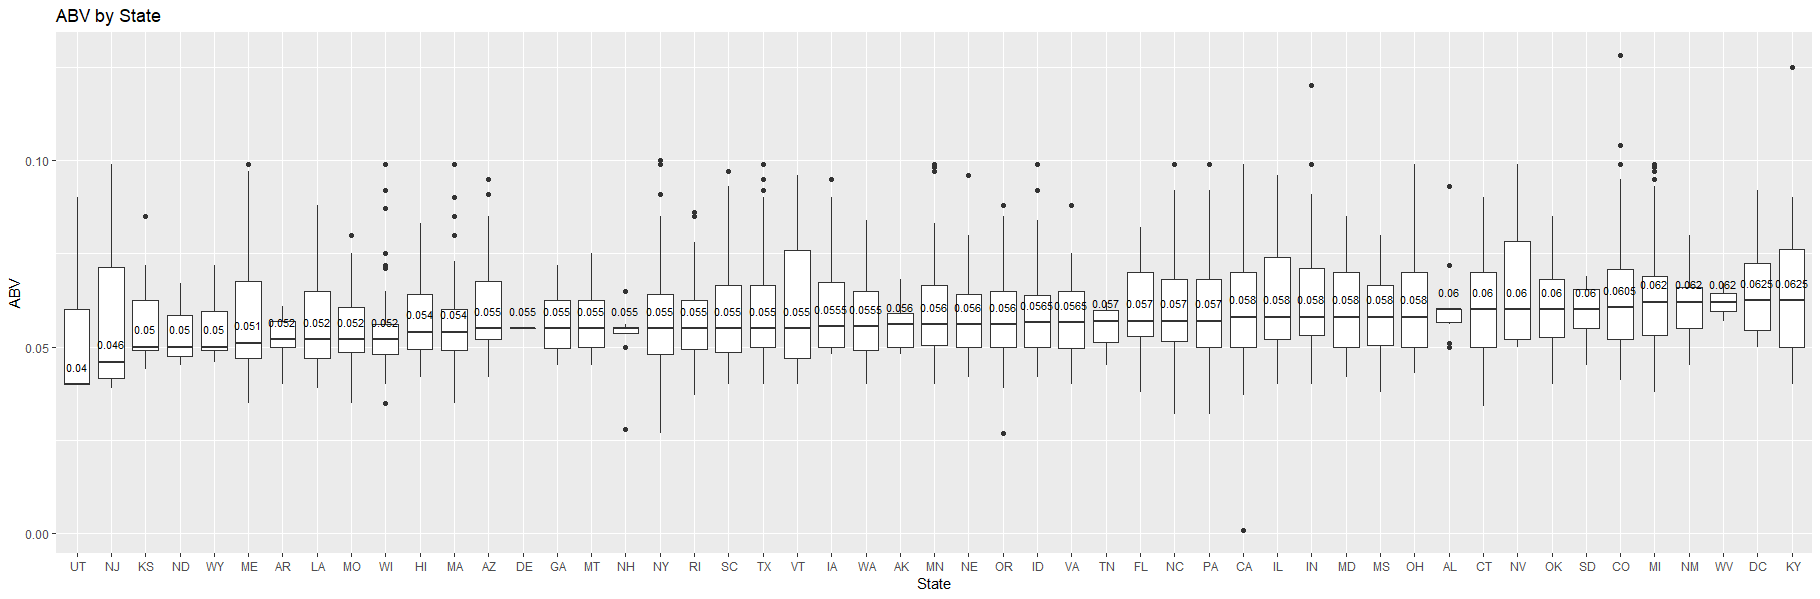 ABV by State
ABV
0.10
0.05
0.00
0.04 0.046 0.05 0.05 0.05 0.051 0.052 0.052 0.052 0.052 0.054 0.054 0.055 0.055 0.055 0.055 0.055 0.055 0.055 0.055 0.055 0.055 0.0555 0.0555 0.056 0.056 0.056 0.056 0.0565 0.0565 0.057 0.057 0.057 0.057 0.058 0.058 0.058 0.058 0.058 0.058 0.06 0.06 0.06 0.06 0.06 0.0605 0.062 0.062 0.062 0.0625 0.0625
UT NJ KS ND WY ME AR LA MO WI HI MA AZ DE GA MT NH NY RI SC TX VT IA WA AK MN NE OR ID VA TN FL NC PA CA IL IN MD MS OH AL CT NV OK SD CO MI NM WV DC KY
State